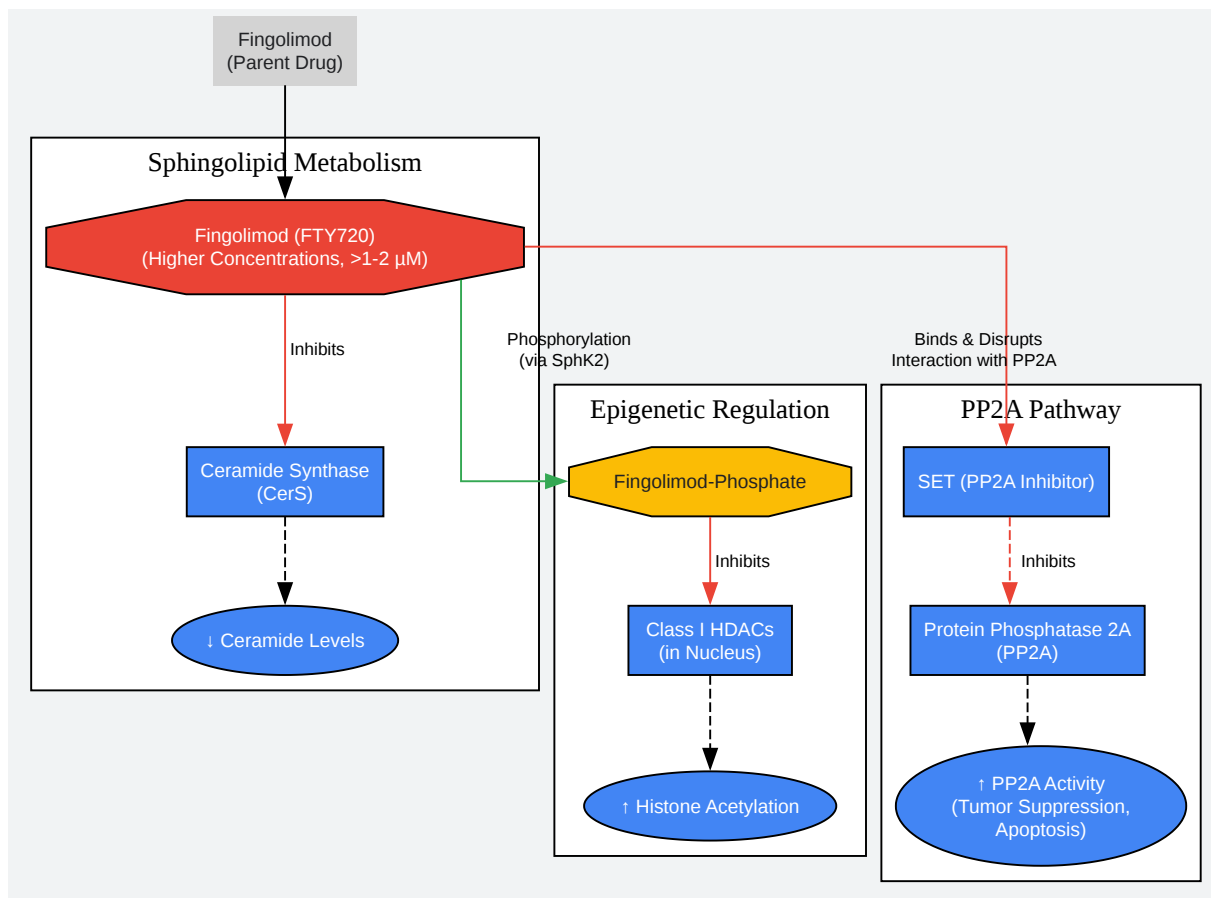 Fingolimod
(Parent Drug)
Sphingolipid Metabolism
Fingolimod (FTY720)
(Higher Concentrations, >1-2 µM)
Inhibits
Phosphorylation
(via SphK2)
Binds & Disrupts
Interaction with PP2A
Ceramide Synthase
(CerS)
↓ Ceramide Levels
Epigenetic Regulation
Fingolimod-Phosphate
Inhibits
Class I HDACs
(in Nucleus)
↑ Histone Acetylation
PP2A Pathway
SET (PP2A Inhibitor)
Inhibits
Protein Phosphatase 2A
(PP2A)
↑ PP2A Activity
(Tumor Suppression,
Apoptosis)